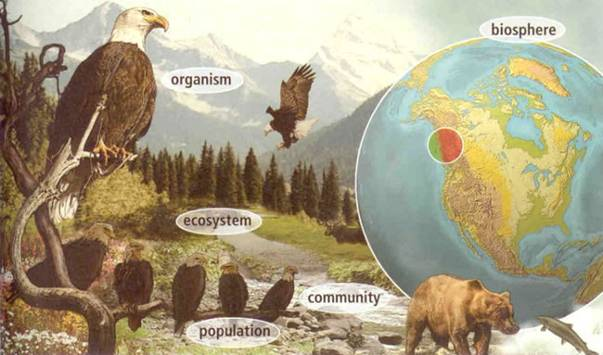 biosphere
organism
ecosystem
community
population